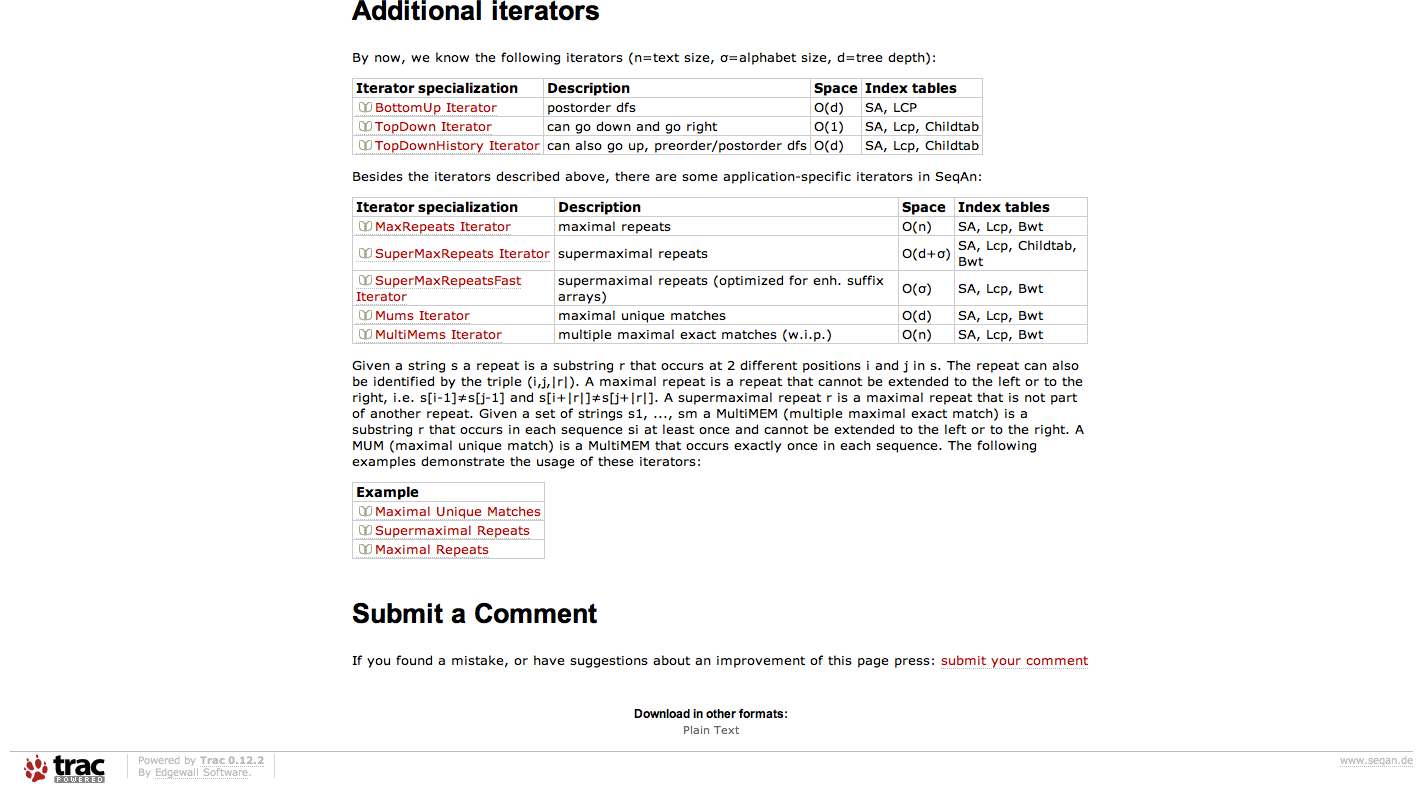 Additional iterators
By now, we know the following iterators (n=text size, σ=alphabet size, d=tree depth):
Iterator specialization Description Space Index tables
BottomUp Iterator postorder dfs O(d) SA, LCP
TopDown Iterator can go down and go right O(1) SA, Lcp, Childtab
TopDownHistory Iterator can also go up, preorder/postorder dfs O(d) SA, Lcp, Childtab
Besides the iterators described above, there are some application-specific iterators in SeqAn:
Iterator specialization Description Space Index tables
MaxRepeats Iterator maximal repeats O(n) SA, Lcp, Bwt
SuperMaxRepeats Iterator supermaximal repeats O(d+σ) SA, Lcp, Childtab,
Bwt
SuperMaxRepeatsFast supermaximal repeats (optimized for enh. suffix
Iterator arrays) O(σ) SA, Lcp, Bwt
Mums Iterator maximal unique matches O(d) SA, Lcp, Bwt
MultiMems Iterator multiple maximal exact matches (w.i.p.) O(n) SA, Lcp, Bwt
Given a string s a repeat is a substring r that occurs at 2 different positions i and j in s. The repeat can also
be identified by the triple (i,j,|r|). A maximal repeat is a repeat that cannot be extended to the left or to the
right, i.e. s[i-1]≠s[j-1] and s[i+|r|]≠s[j+|r|]. A supermaximal repeat r is a maximal repeat that is not part
of another repeat. Given a set of strings s1, ..., sm a MultiMEM (multiple maximal exact match) is a
substring r that occurs in each sequence si at least once and cannot be extended to the left or to the right. A
MUM (maximal unique match) is a MultiMEM that occurs exactly once in each sequence. The following
examples demonstrate the usage of these iterators:
Example
Maximal Unique Matches
Supermaximal Repeats
Maximal Repeats
Submit a Comment
If you found a mistake, or have suggestions about an improvement of this page press: submit your comment
Download in other formats:
Plain Text
trac
POWERED
Powered by Trac 0.12.2
By Edgewall Software.
www.seqan.de